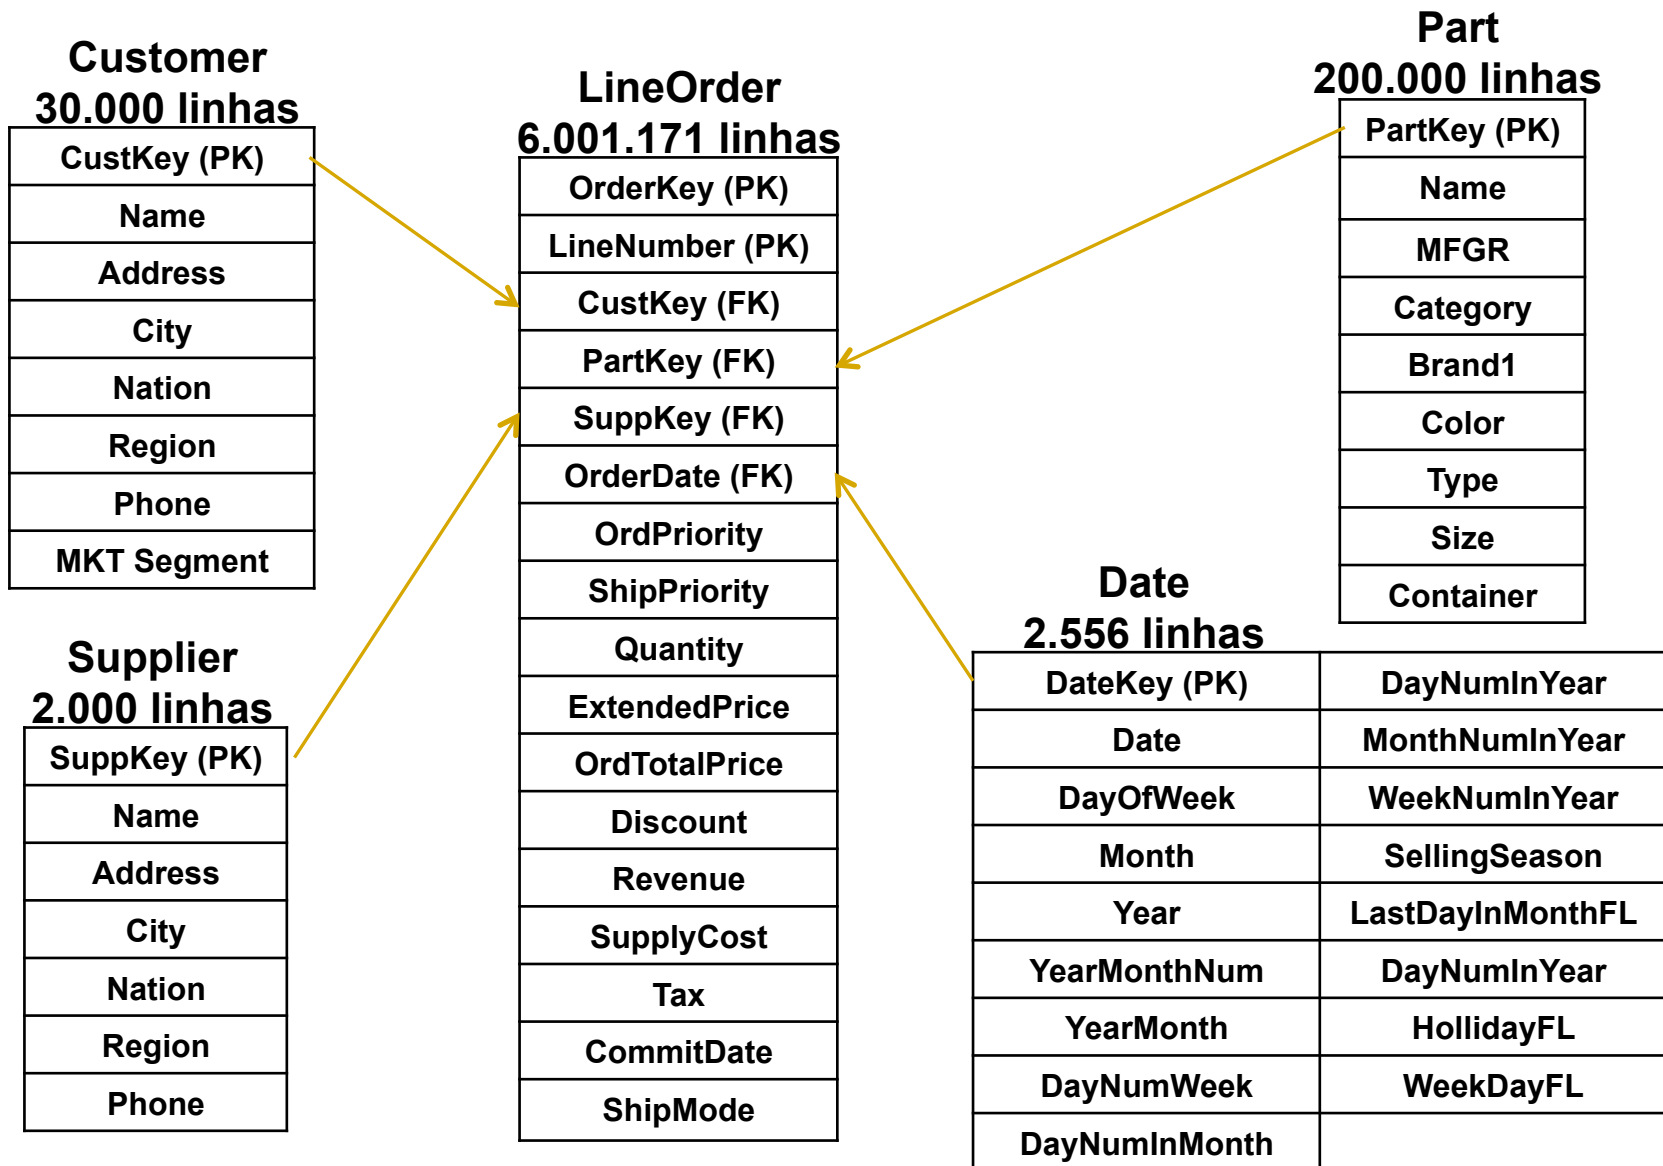 Customer
30.000 linhas
CustKey (PK)
Name
Address
City
Nation
Region
Phone
MKT Segment
Supplier
2.000 linhas
SuppKey (PK)
Name
Address
City
Nation
Region
Phone
LineOrder
6.001.171 linhas
OrderKey (PK)
LineNumber (PK)
CustKey (FK)
PartKey (FK)
SuppKey (FK)
OrderDate (FK)
OrdPriority
ShipPriority
Quantity
ExtendedPrice
OrdTotalPrice
Discount
Revenue
SupplyCost
Tax
CommitDate
ShipMode
Part
200.000 linhas
PartKey (PK)
Name
MFGR
Category
Brand1
Color
Type
Size
Container
Date
2.556 linhas
DateKey (PK) DayNumInYear
Date MonthNumInYear
DayOfWeek WeekNumInYear
Month SellingSeason
Year LastDayInMonthFL
YearMonthNum DayNumInYear
YearMonth HollidayFL
DayNumWeek WeekDayFL
DayNumInMonth